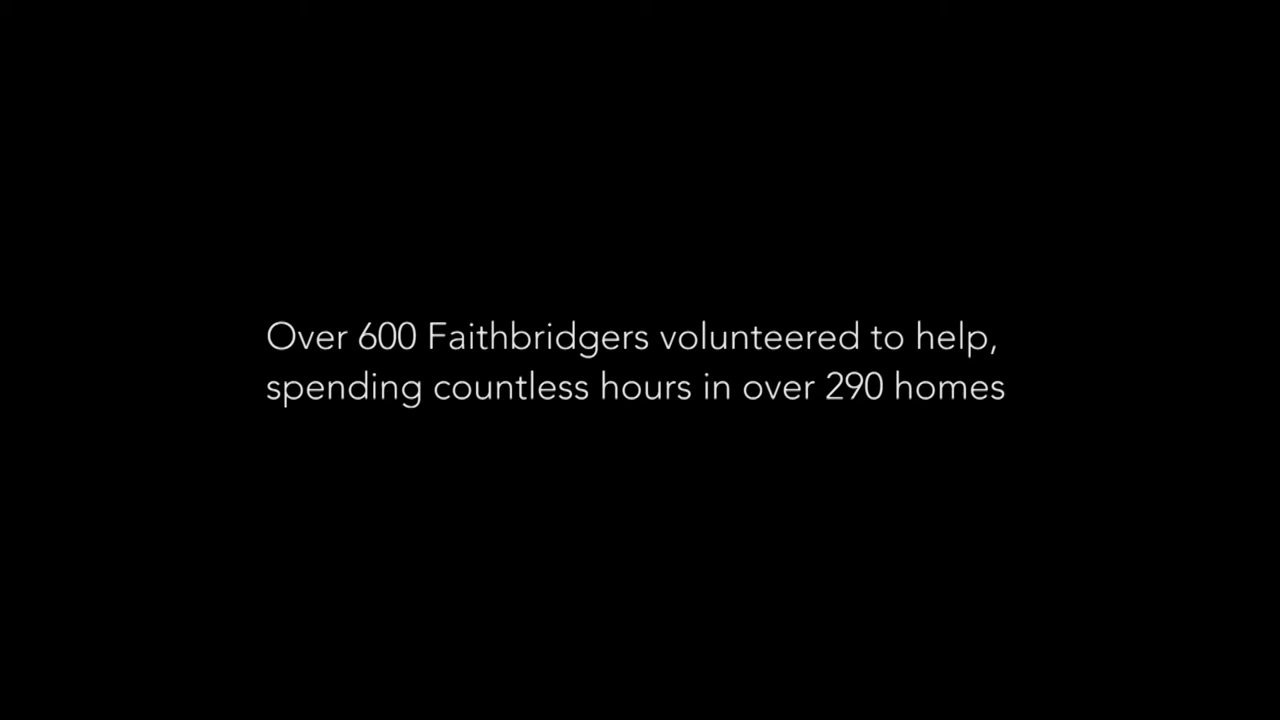 Over 600 Faithbridgers volunteered to help,
spending countless hours in over 290 homes